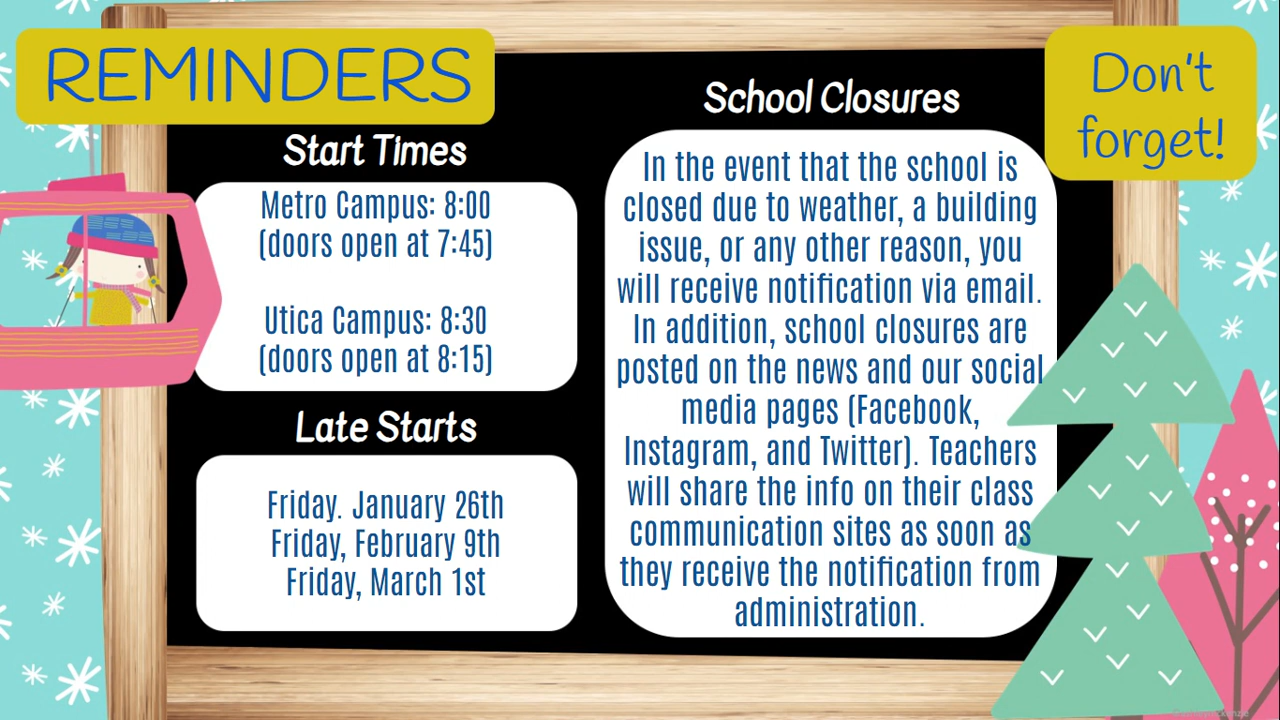 REMINDERS
Start Times
Metro Campus: 8:00
(doors open at 7:45)
Utica Campus: 8:30
(doors open at 8:15)
Late Starts
Friday. January 26th
Friday, February 9th
Friday, March 1st
School Closures
In the event that the school is
closed due to weather, a building
issue, or any other reason, you
will receive notification via email.
In addition, school closures are
posted on the news and our social
media pages (Facebook,
Instagram, and Twitter). Teachers
will share the info on their class
communication sites as soon as
they receive the notification from
administration.
Don't
forget!